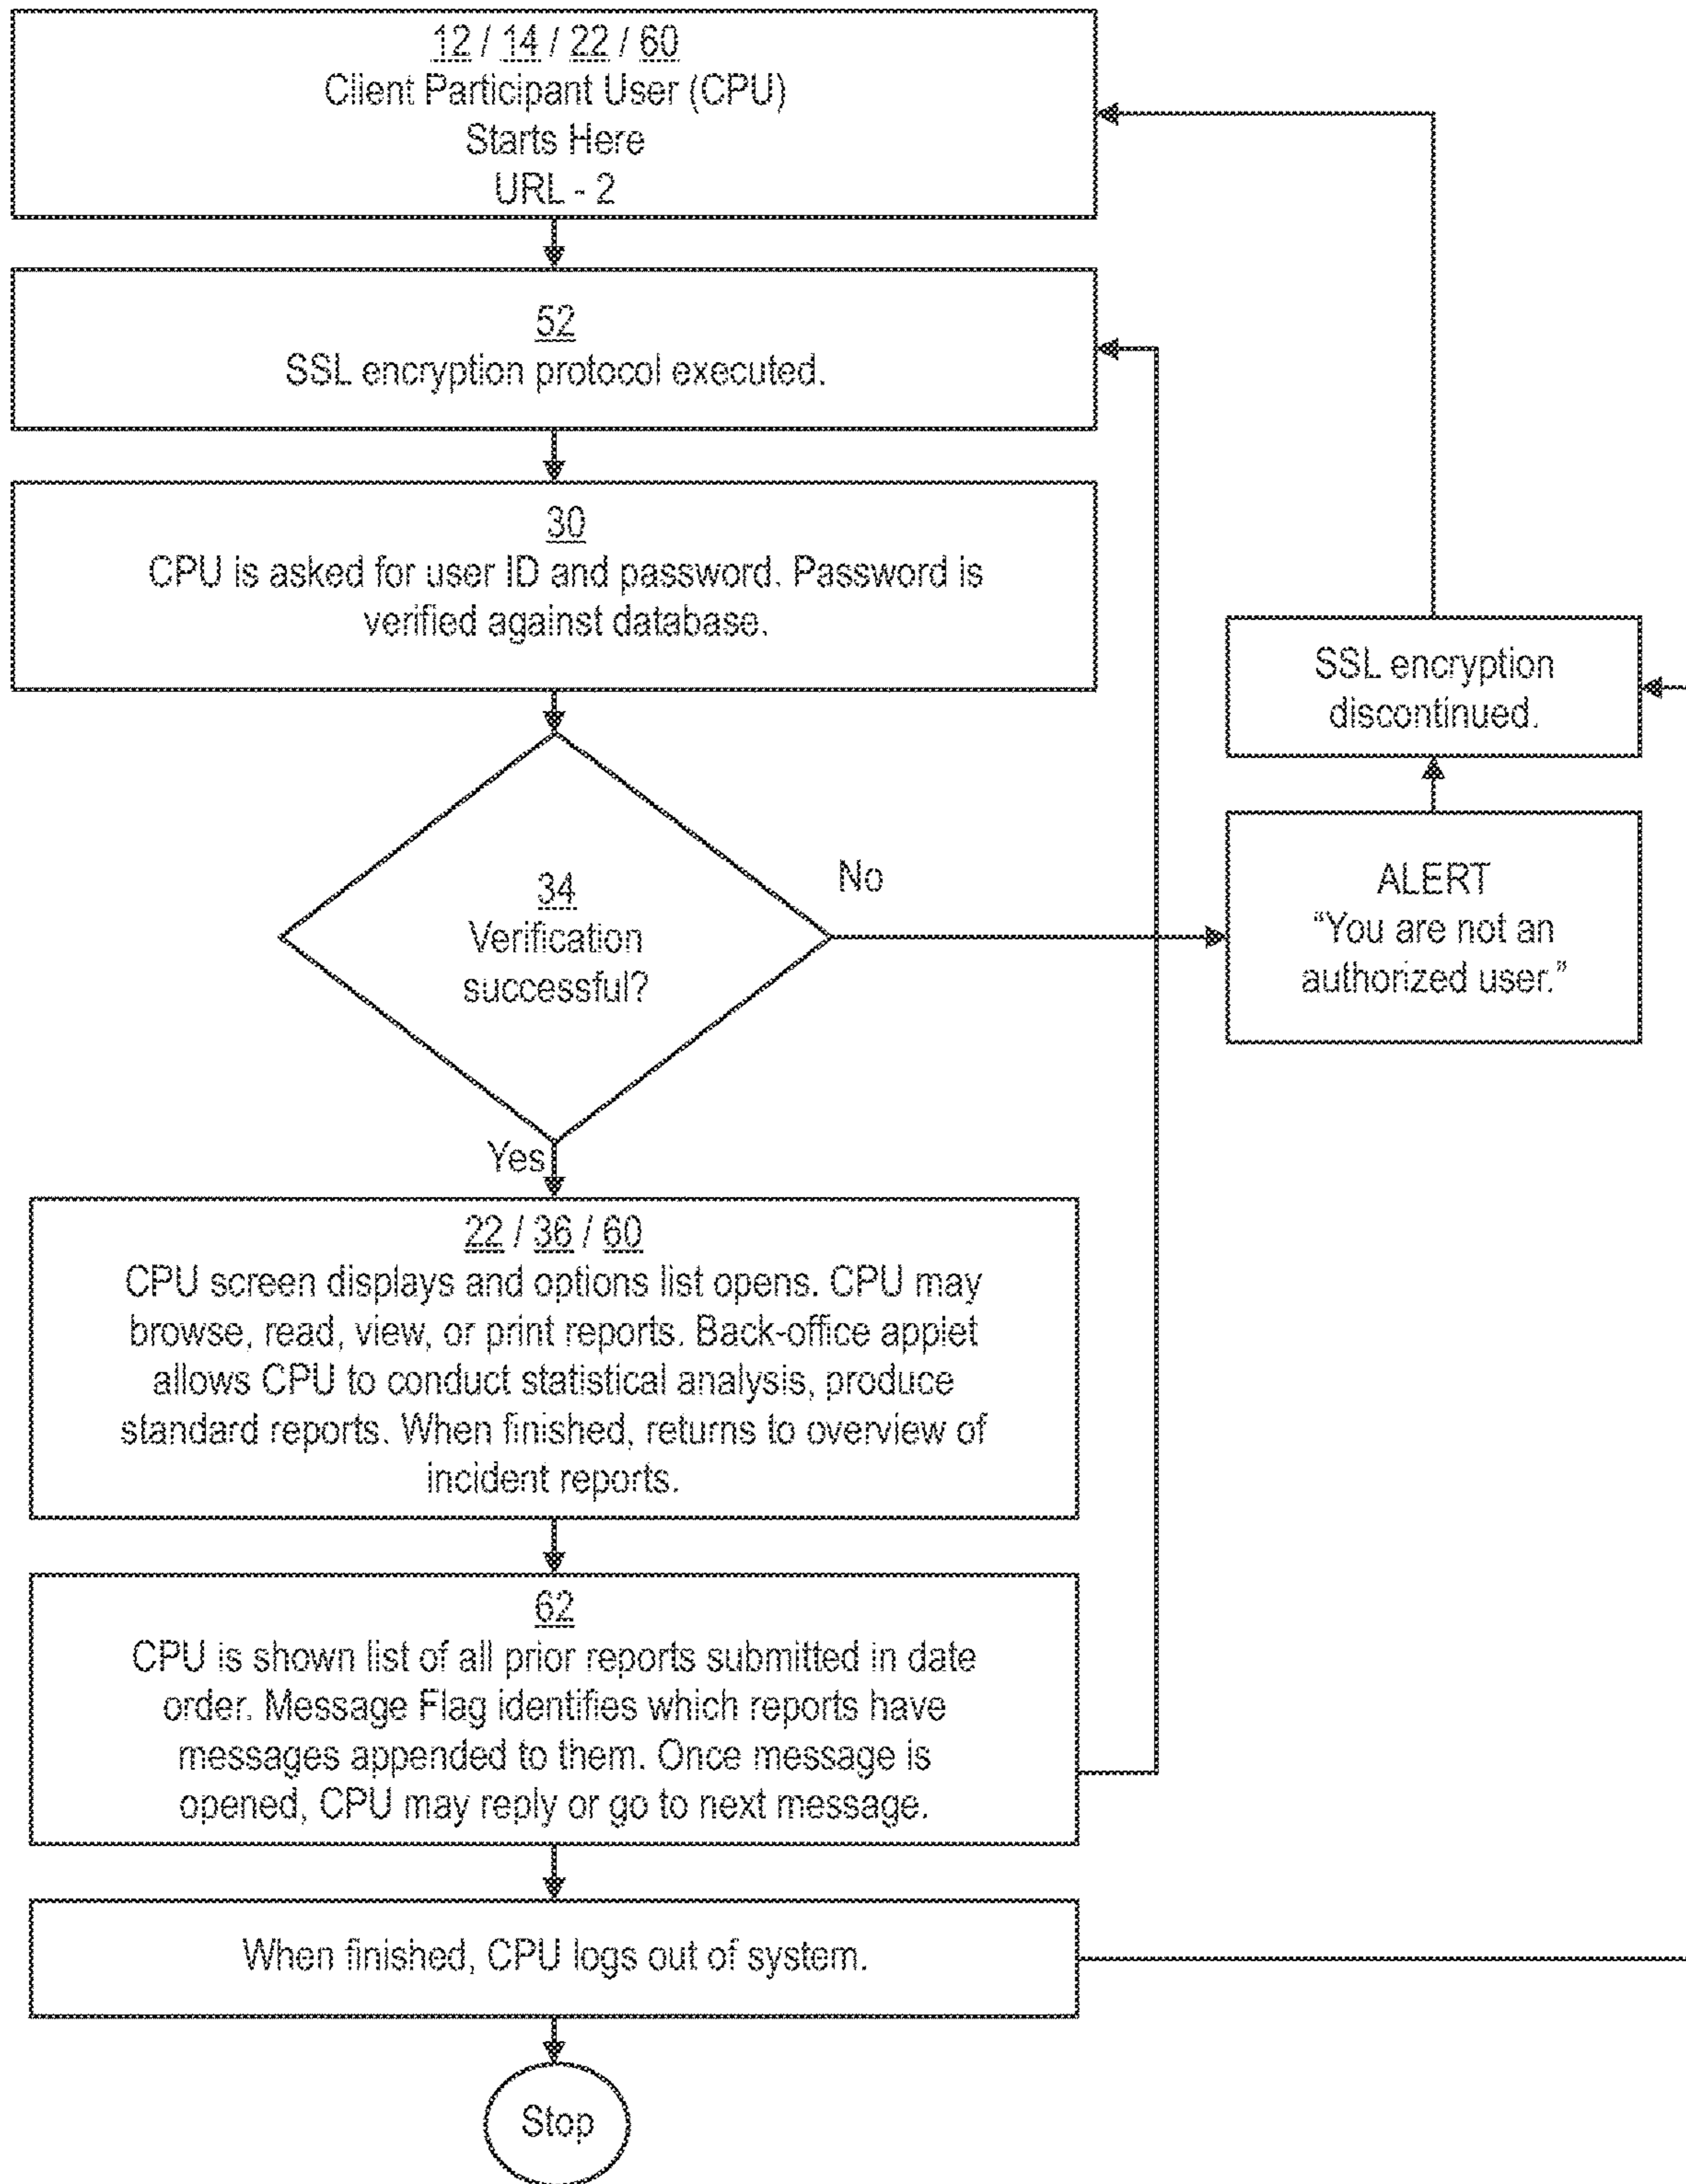 12 / 14 / 22 / 60
Client Participant User (CPU)
Starts Here
URL - 2
52
SSL encryption protocol executed.
30
CPU is asked for user ID and password. Password is
verified against database.
SSL encryption
discontinued.
34
Verification
successful?
No
ALERT
“You are not an
authorized user.”
Yes
22 / 36 / 60
CPU screen displays and options list opens. CPU may
browse, read, view, or print reports. Back-office applet
allows CPU to conduct statistical analysis, produce
standard reports. When finished, returns to overview of
incident reports.
62
CPU is shown list of all prior reports submitted in date
order. Message Flag identifies which reports have
messages appended to them. Once message is
opened, CPU may reply or go to next message.
When finished, CPU logs out of system.
Stop